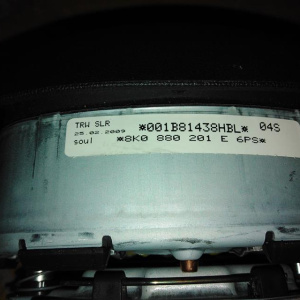 TRW SLR *001B81438HBL* 04S
25.02.2009
soul *8K0 880 201 E 6PS*